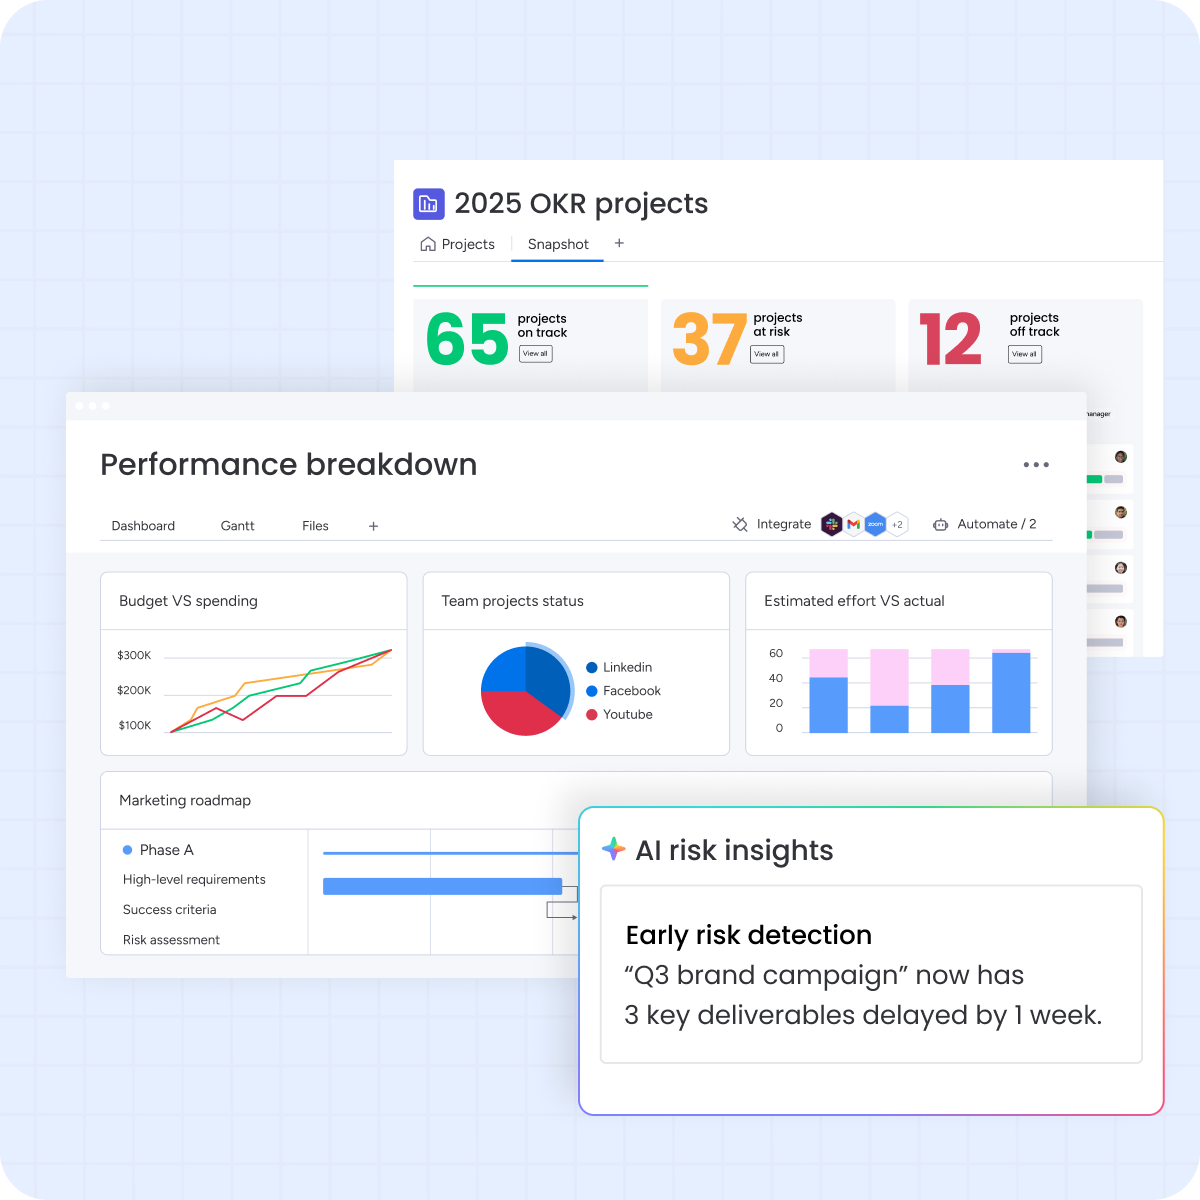 2025 OKR projects
Projects
Snapshot
+
65
projects
on track
View all
37
projects
at risk
View all
12
projects
off track
View all
Performance breakdown
Dashboard
Gantt
Files
+
Integrate
zoom
+2
Automate / 2
Budget VS spending
$300K
$200K
$100K
Team projects status
Linkedin
Facebook
Youtube
Estimated effort VS actual
60
40
20
0
Marketing roadmap
Phase A
High-level requirements
Success criteria
Risk assessment
AI risk insights
Early risk detection
“Q3 brand campaign” now has
3 key deliverables delayed by 1 week.